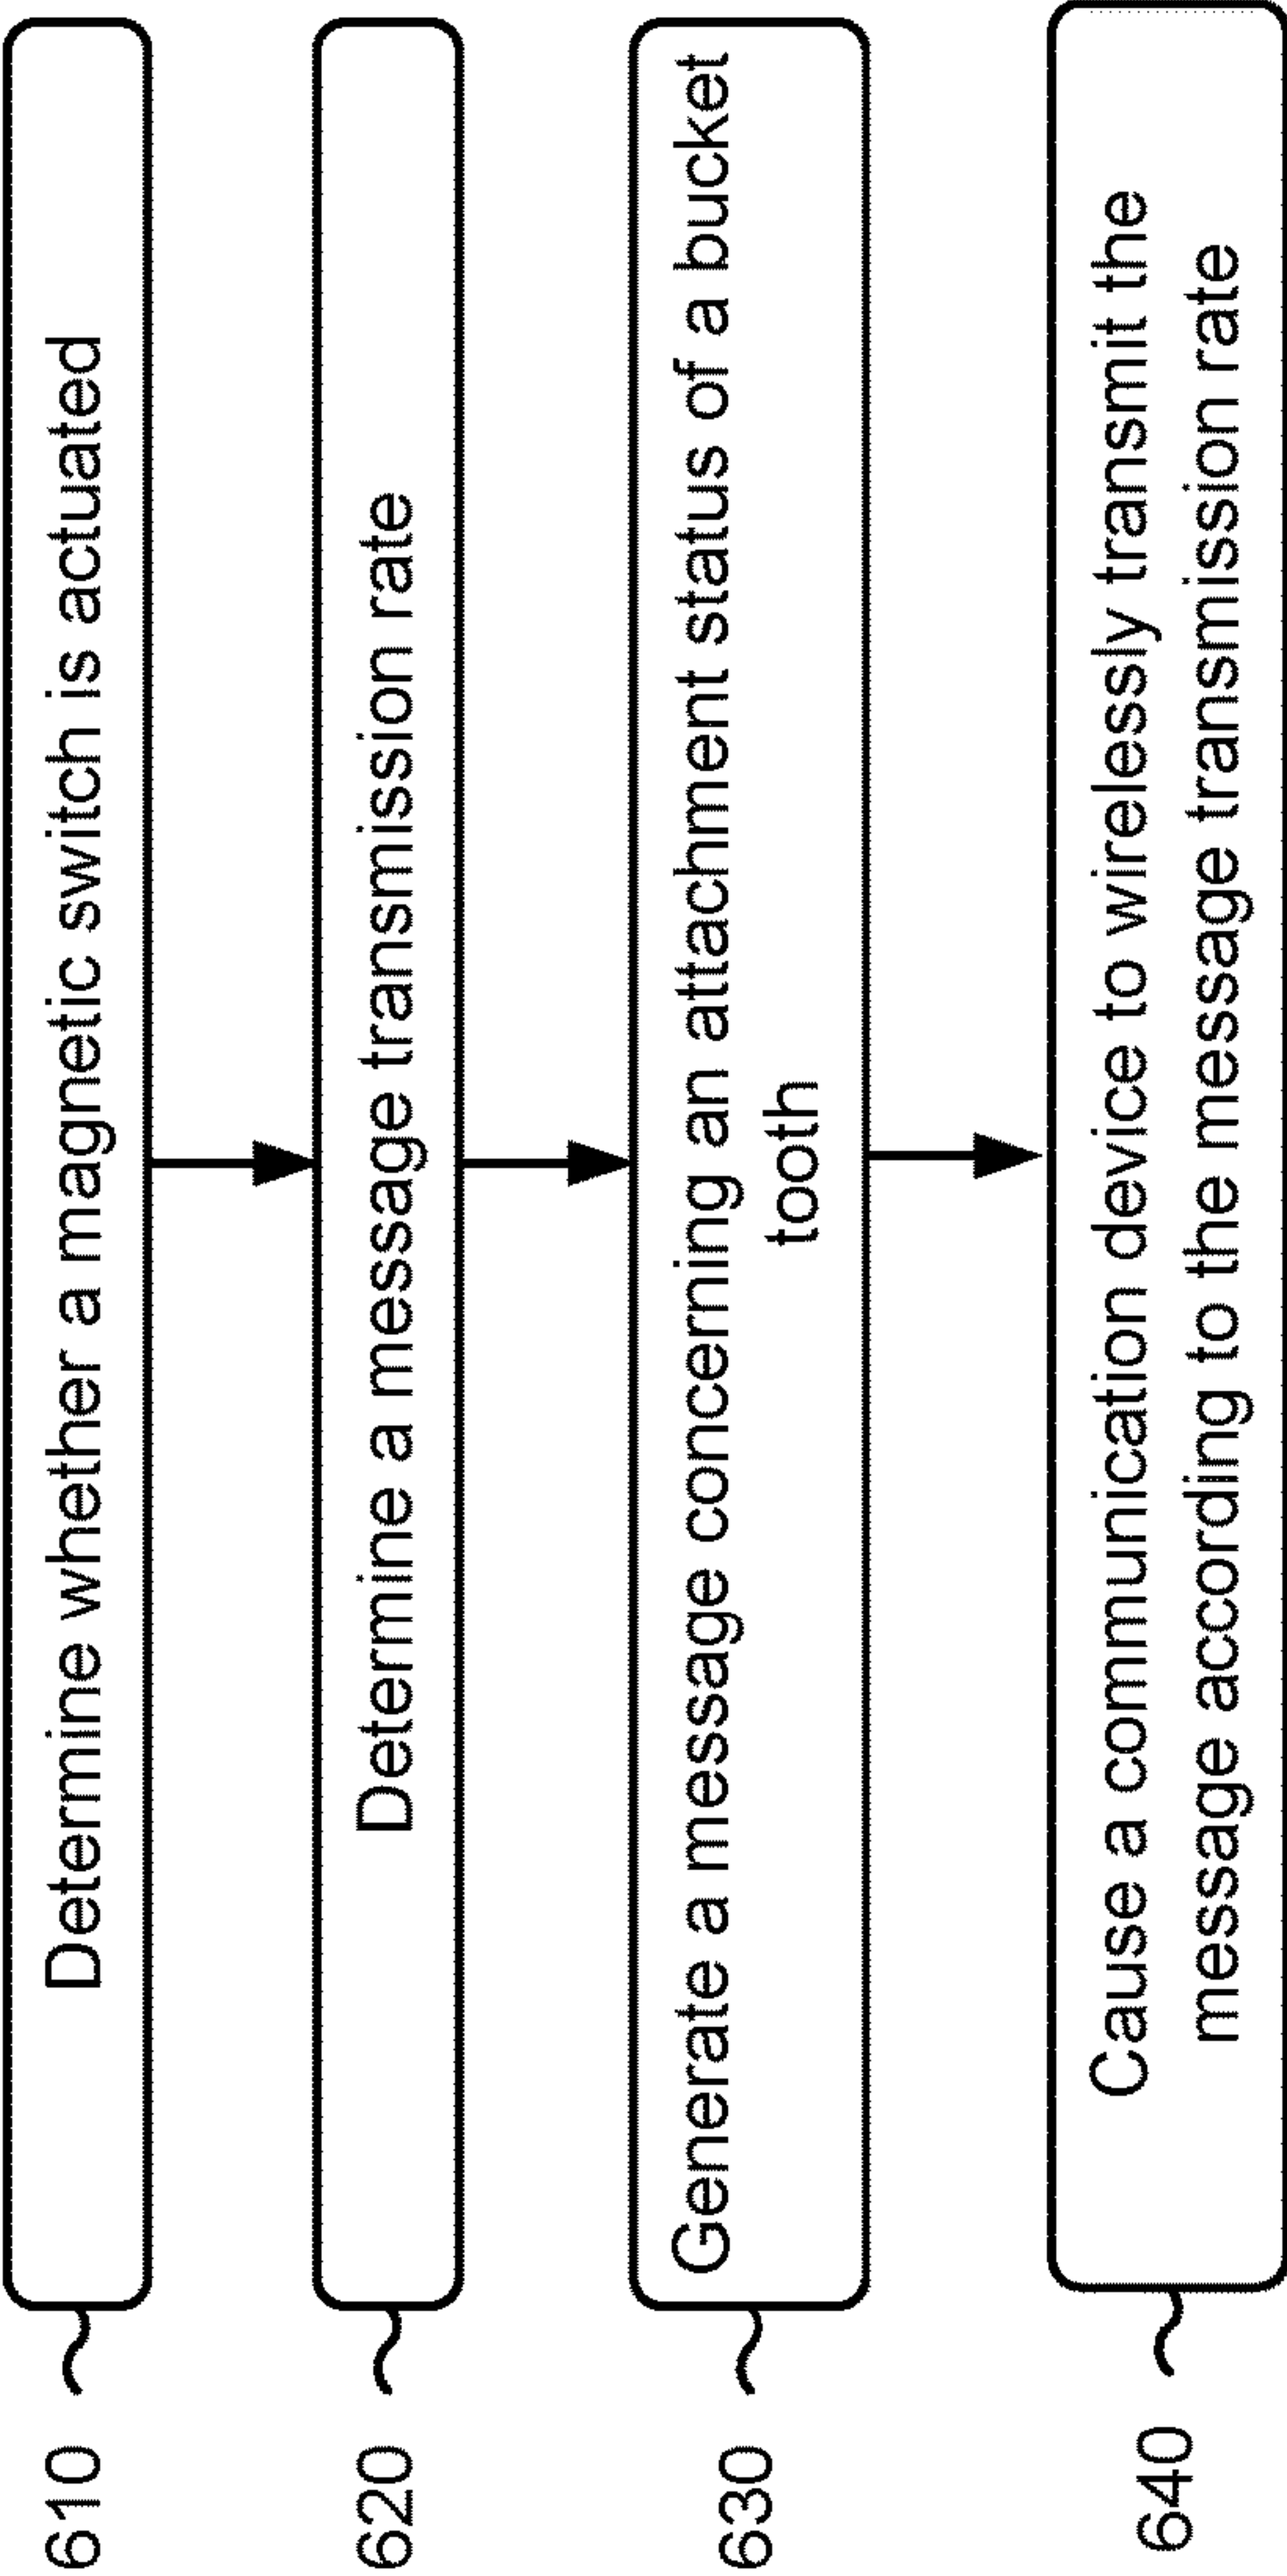 610
Determine whether a magnetic switch is actuated
620
Determine a message transmission rate
630
Generate a message concerning an attachment status of a bucket
tooth
640
Cause a communication device to wirelessly transmit the
message according to the message transmission rate